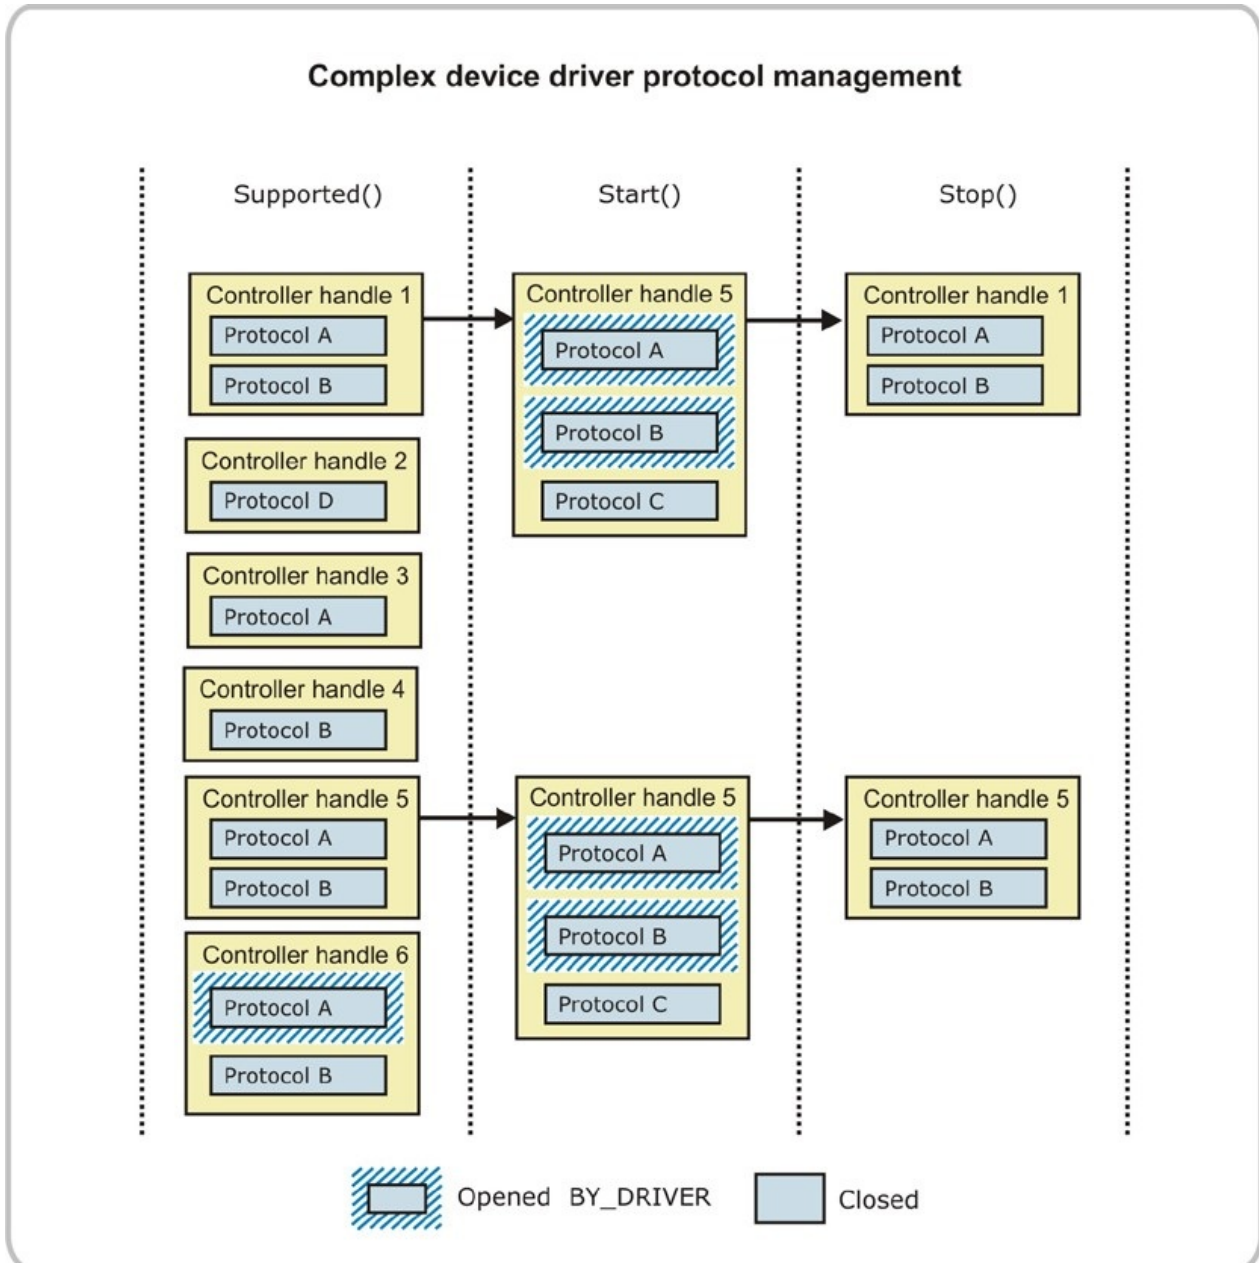 Complex device driver protocol management
Supported()
Start()
Stop()
Controller handle 1
Protocol A
Protocol B
Controller handle 2
Protocol D
Controller handle 3
Protocol A
Controller handle 4
Protocol B
Controller handle 5
Protocol A
Protocol B
Controller handle 6
Protocol A
Protocol B
Controller handle 5
Protocol A
Protocol B
Protocol C
Controller handle 5
Protocol A
Protocol B
Protocol C
Controller handle 1
Protocol A
Protocol B
Controller handle 5
Protocol A
Protocol B
Opened BY_DRIVER
Closed